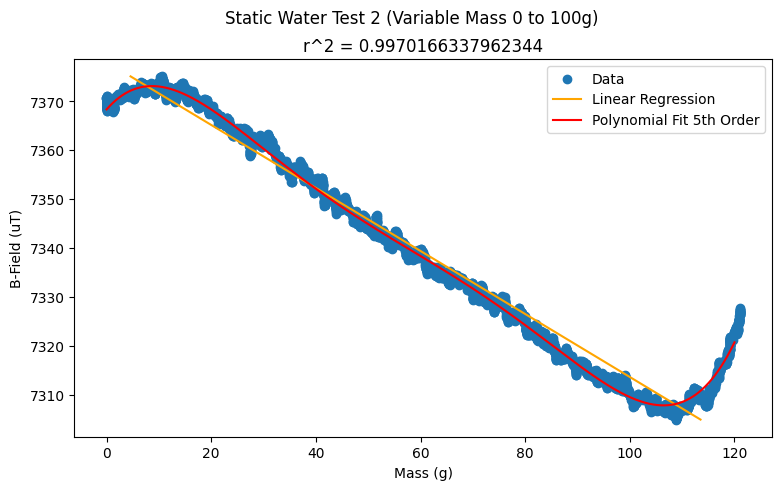 Static Water Test 2 (Variable Mass 0 to 100g)
r^2 = 0.9970166337962344
Data
Linear Regression
Polynomial Fit 5th Order
B-Field (uT)
7370
7360
7350
7340
7330
7320
7310
0 20 40 60 80 100 120
Mass (g)